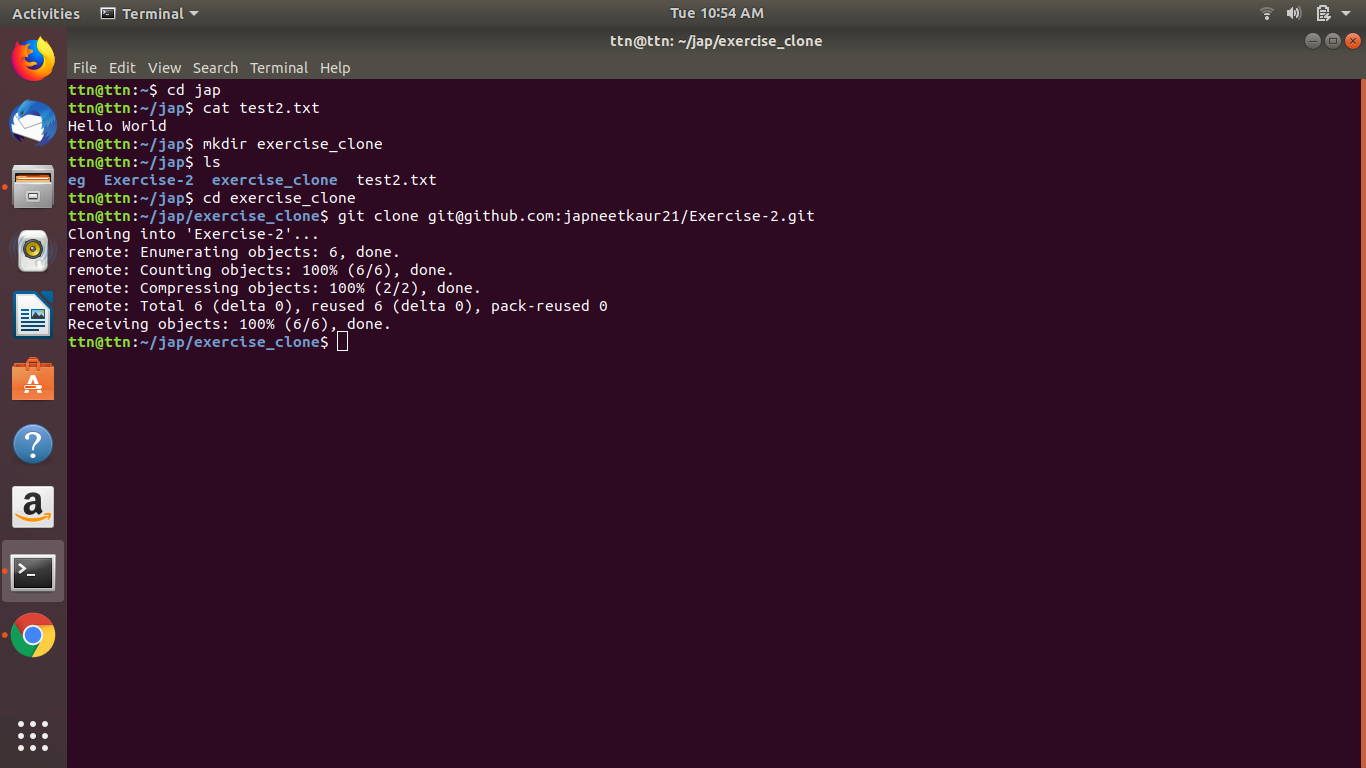 Activities Terminal Tue 10:54 AM
ttn@ttn: ~/jap/exercise_clone
File Edit View Search Terminal Help
ttn@ttn:~$ cd jap
ttn@ttn:~/jap$ cat test2.txt
Hello World
ttn@ttn:~/jap$ mkdir exercise_clone
ttn@ttn:~/jap$ ls
eg  Exercise-2  exercise_clone  test2.txt
ttn@ttn:~/jap$ cd exercise_clone
ttn@ttn:~/jap/exercise_clone$ git clone git@github.com:japneetkaur21/Exercise-2.git
Cloning into 'Exercise-2'...
remote: Enumerating objects: 6, done.
remote: Counting objects: 100% (6/6), done.
remote: Compressing objects: 100% (2/2), done.
remote: Total 6 (delta 0), reused 6 (delta 0), pack-reused 0
Receiving objects: 100% (6/6), done.
ttn@ttn:~/jap/exercise_clone$